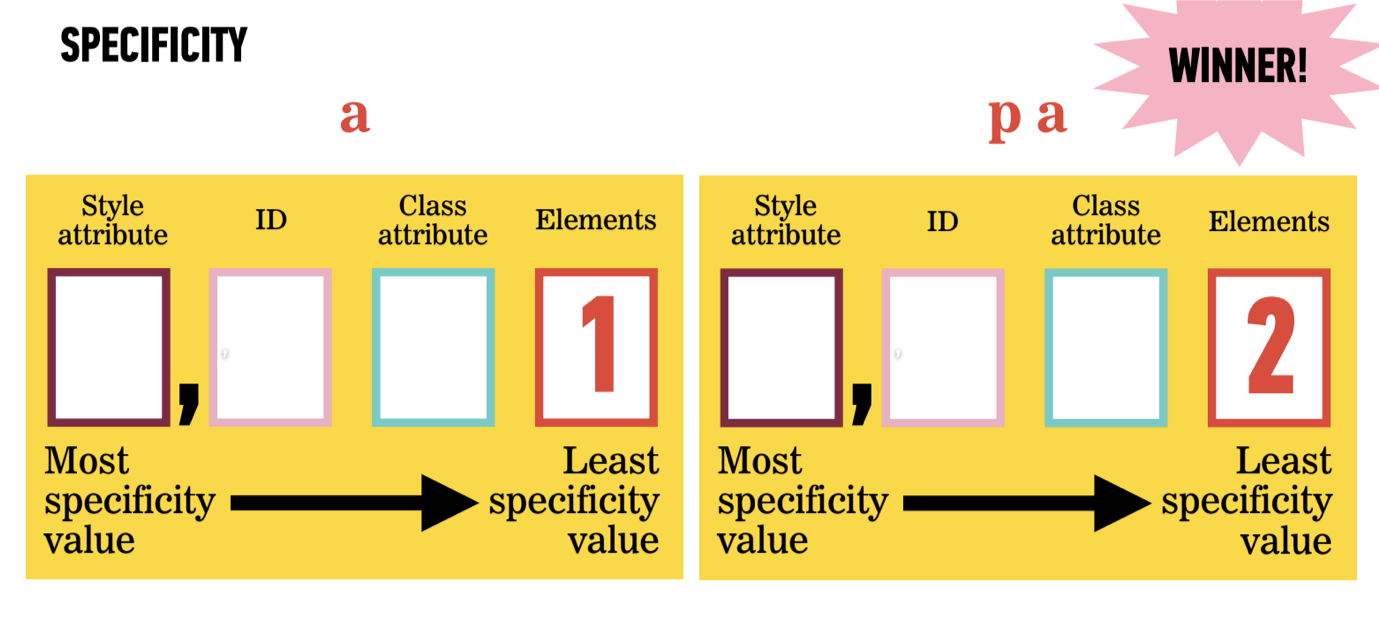 SPECIFICITY
WINNER!
a
p a
Style
attribute
ID
Class
attribute
Elements
,
1
Most
specificity
value
Least
specificity
value
Style
attribute
ID
Class
attribute
Elements
,
2
Most
specificity
value
Least
specificity
value